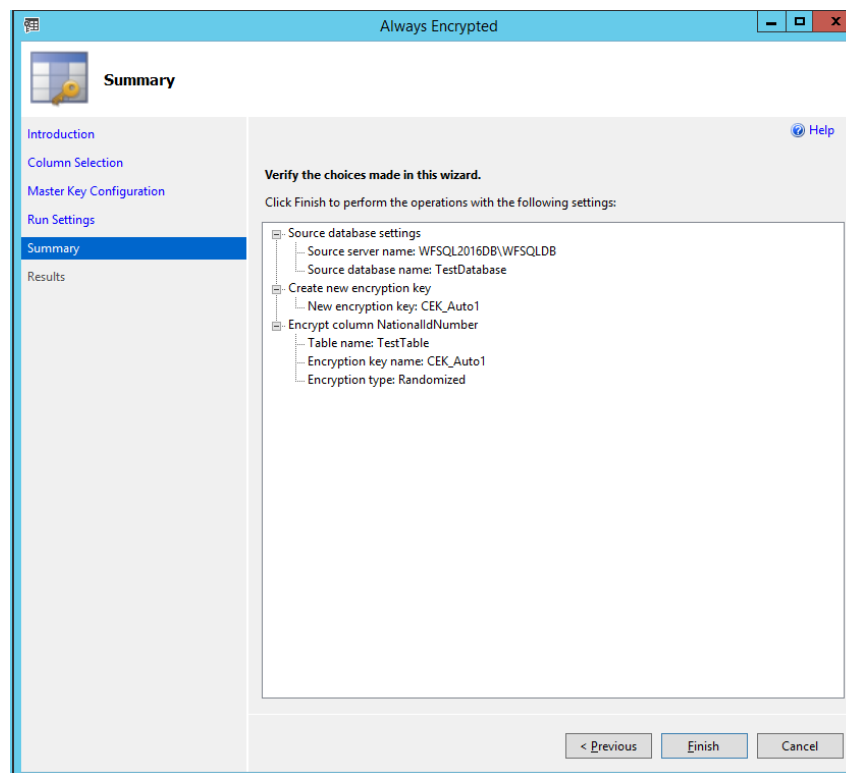 Always Encrypted
Summary
Introduction
Column Selection
Master Key Configuration
Run Settings
Summary
Results
Help
Verify the choices made in this wizard.
Click Finish to perform the operations with the following settings:
Source database settings
Source server name: WFSQL2016DB\WFSQLDB
Source database name: TestDatabase
Create new encryption key
New encryption key: CEK_Auto1
Encrypt column NationalIdNumber
Table name: TestTable
Encryption key name: CEK_Auto1
Encryption type: Randomized
< Previous
Finish
Cancel